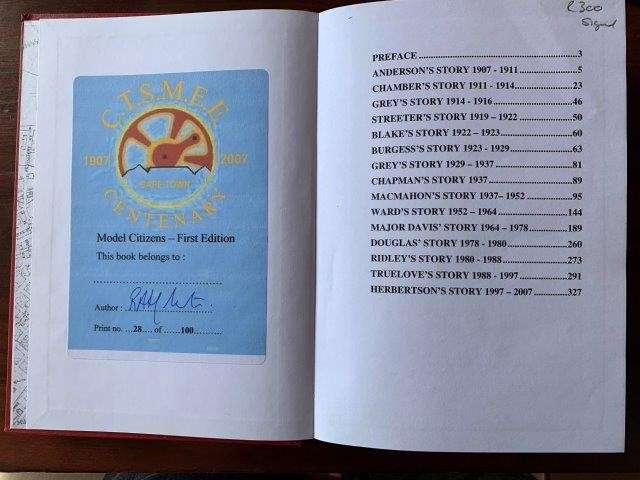 C.T.S.M.E.E.
1907 2007
CAPE TOWN
CENTENARY
Model Citizens – First Edition
This book belongs to :
Author :
Print no. ...28.... of ......100...........
R300
Signed
PREFACE ................................................................ 3
ANDERSON'S STORY 1907 - 1911 ........................ 5
CHAMBER'S STORY 1911 - 1914 ........................ 23
GREY'S STORY 1914 - 1916 ........................ 46
STREETER'S STORY 1919 – 1922 ........................ 50
BLAKE'S STORY 1922 – 1923 ........................ 60
BURGESS'S STORY 1923 - 1929 ........................ 63
GREY'S STORY 1929 – 1937 ........................ 81
CHAPMAN'S STORY 1937 ........................ 89
MACMAHON'S STORY 1937– 1952 ................ 95
WARD'S STORY 1952 – 1964 ........................ 144
MAJOR DAVIS' STORY 1964 – 1978 ................ 189
DOUGLAS' STORY 1978 - 1980 ........................ 260
RIDLEY'S STORY 1980 - 1988 ........................ 273
TRUELOVE'S STORY 1988 - 1997 ................ 291
HERBERTSON'S STORY 1997 – 2007 ............ 327